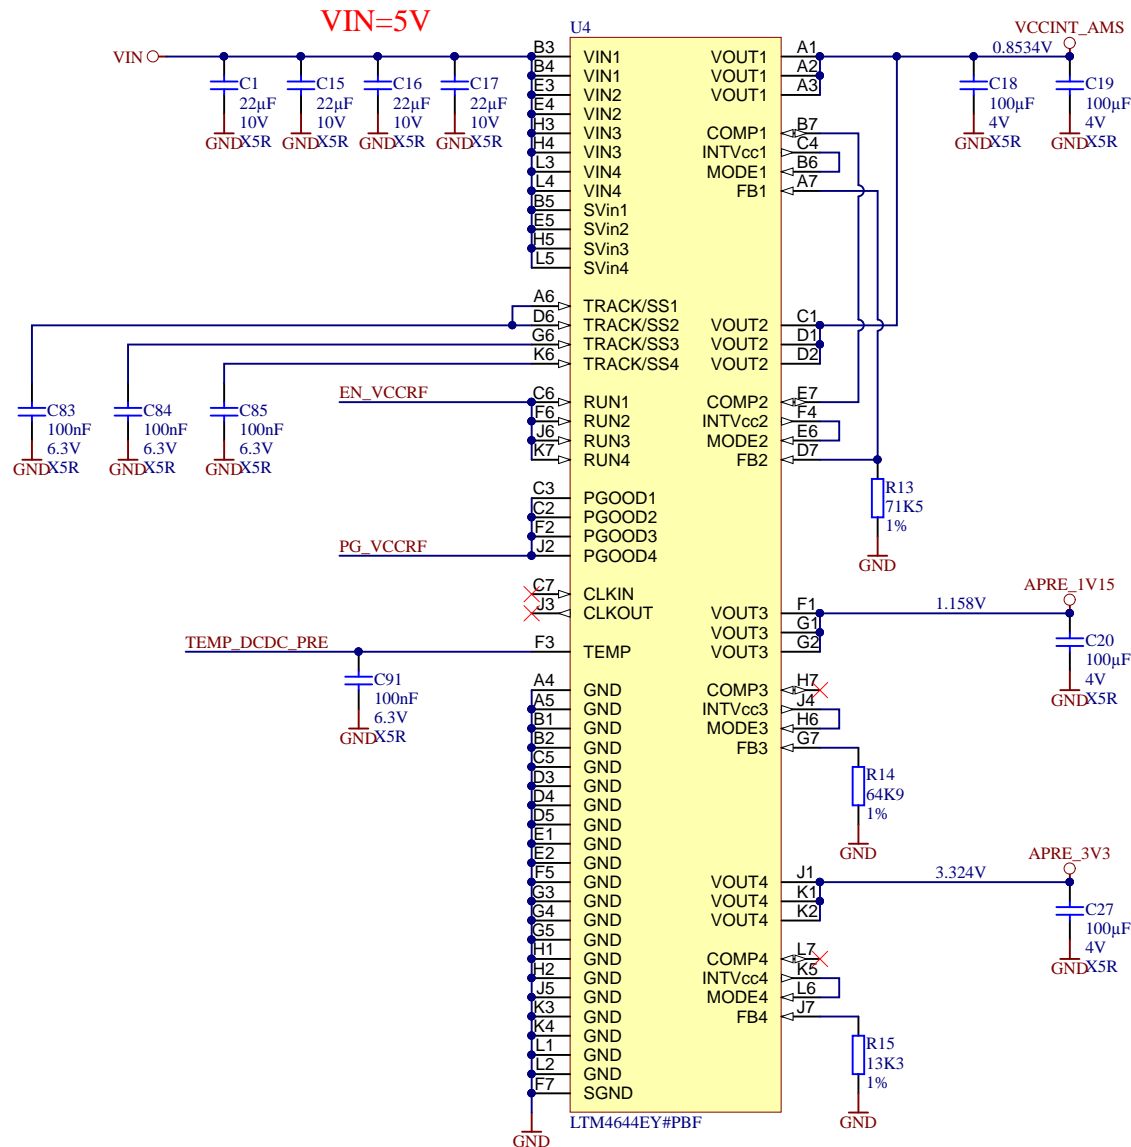 VIN=5V
U4
VIN
C1
22µF
10V
X5R
GND
C15
22µF
10V
X5R
GND
C16
22µF
10V
X5R
GND
C17
22µF
10V
X5R
GND
B3 VIN1
B4 VIN1
E3 VIN2
E4 VIN2
H3 VIN3
H4 VIN3
L3 VIN4
L4 VIN4
B5 SVin1
E5 SVin2
H5 SVin3
L5 SVin4
A6 TRACK/SS1
D6 TRACK/SS2
G6 TRACK/SS3
K6 TRACK/SS4
C83
100nF
6.3V
X5R
GND
C84
100nF
6.3V
X5R
GND
C85
100nF
6.3V
X5R
GND
EN_VCCRF
C6 RUN1
F6 RUN2
J6 RUN3
K7 RUN4
C3 PGOOD1
C2 PGOOD2
F2 PGOOD3
J2 PGOOD4
PG_VCCRF
C7 CLKIN
J3 CLKOUT
TEMP_DCDC_PRE
F3 TEMP
C91
100nF
6.3V
X5R
GND
A4 GND
A5 GND
B1 GND
B2 GND
C5 GND
D3 GND
D4 GND
D5 GND
E1 GND
E2 GND
F5 GND
G3 GND
G4 GND
G5 GND
H1 GND
H2 GND
J5 GND
K3 GND
K4 GND
L1 GND
L2 GND
F7 SGND
GND
LTM4644EY#PBF
VOUT1 A1
VOUT1 A2
VOUT1 A3
COMP1 B7
INTVcc1 C4
MODE1 B6
FB1 A7
VCCINT_AMS
0.8534V
C18
100µF
4V
X5R
GND
C19
100µF
4V
X5R
GND
VOUT2 C1
VOUT2 D1
VOUT2 D2
COMP2 E7
INTVcc2 F4
MODE2 E6
FB2 D7
R13
71K5
1%
GND
APRE_1V15
1.158V
VOUT3 F1
VOUT3 G1
VOUT3 G2
C20
100µF
4V
X5R
GND
COMP3 H7
INTVcc3 J4
MODE3 H6
FB3 G7
R14
64K9
1%
GND
APRE_3V3
3.324V
VOUT4 J1
VOUT4 K1
VOUT4 K2
C27
100µF
4V
X5R
GND
COMP4 L7
INTVcc4 K5
MODE4 L6
FB4 J7
R15
13K3
1%
GND